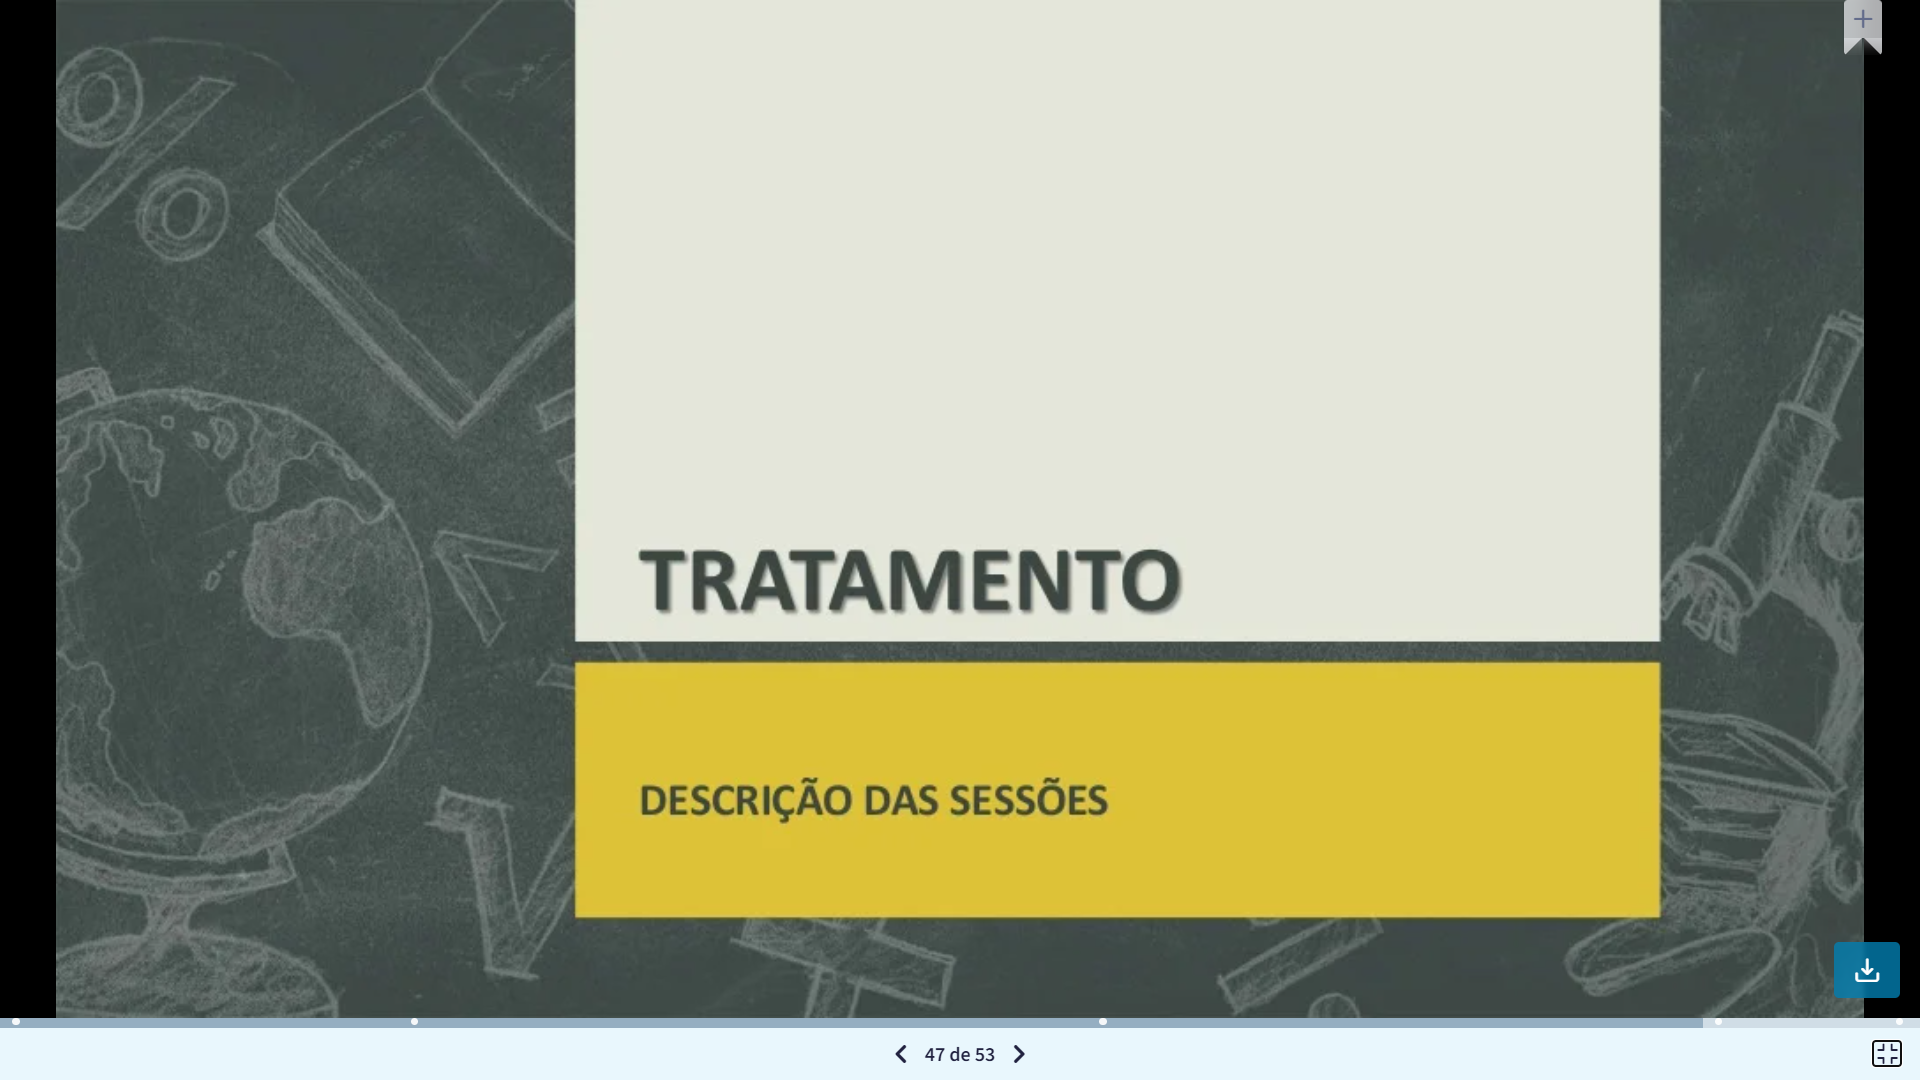 TRATAMENTO
DESCRIÇÃO DAS SESSÕES
47 de 53